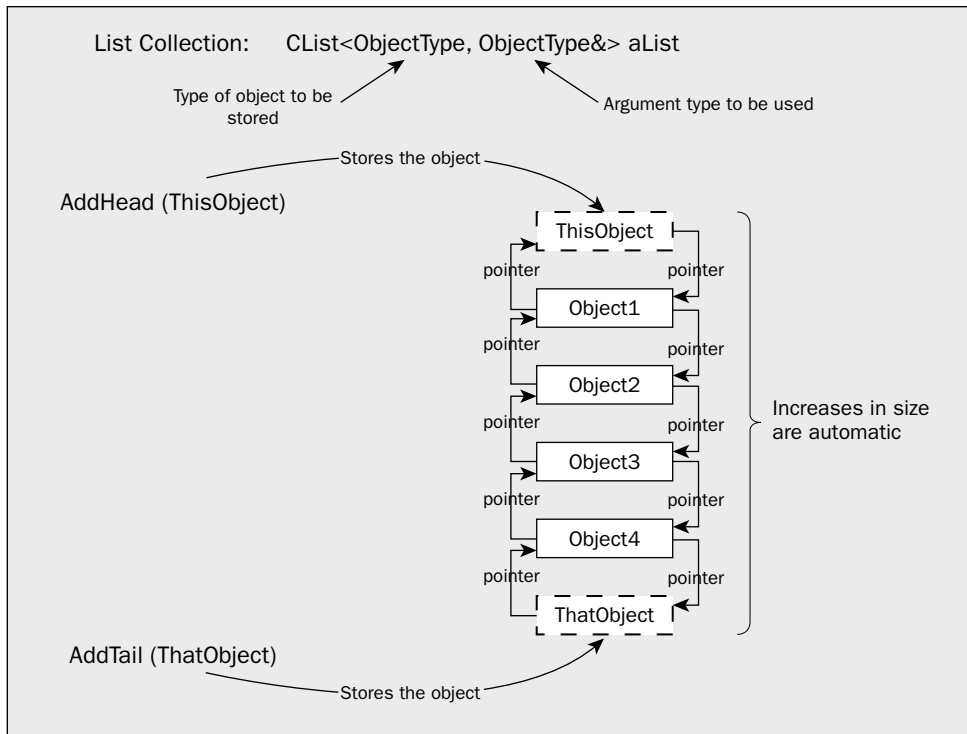 List Collection: CList<ObjectType, ObjectType&> aList
Type of object to be
stored
Argument type to be used
Stores the object
AddHead (ThisObject)
ThisObject
pointer
pointer
Object1
pointer
pointer
Object2
pointer
pointer
Object3
pointer
pointer
Object4
pointer
pointer
ThatObject
Increases in size
are automatic
AddTail (ThatObject)
Stores the object